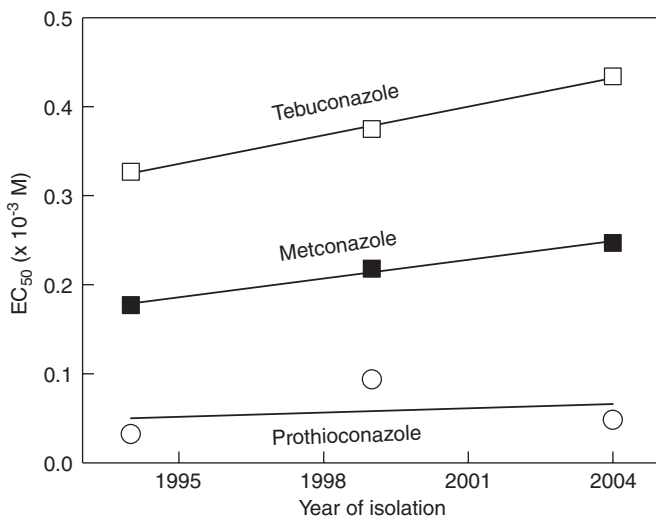 0.5
0.4
0.3
0.2
0.1
0.0
EC50 (x 10-3 M)
Tebuconazole
Metconazole
Prothioconazole
1995 1998 2001 2004
Year of isolation